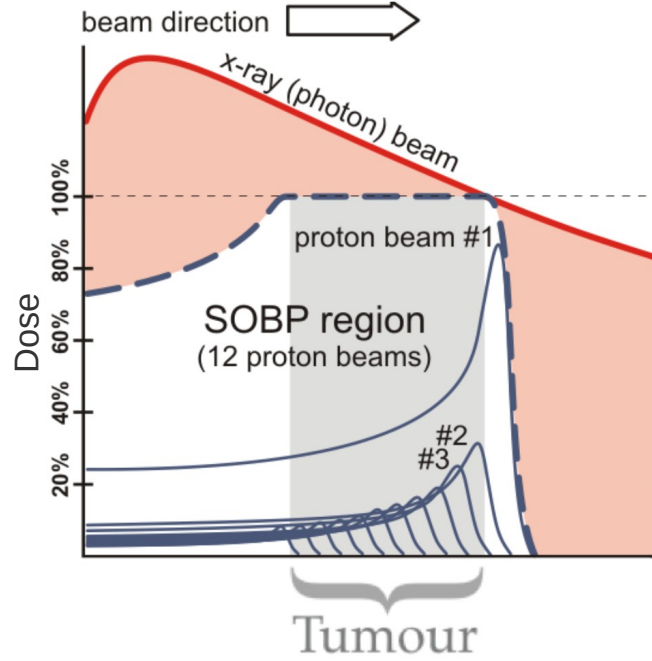 beam direction
x-ray (photon) beam
100%
80%
60%
40%
20%
Dose
proton beam #1
SOBP region
(12 proton beams)
#2
#3
Tumour